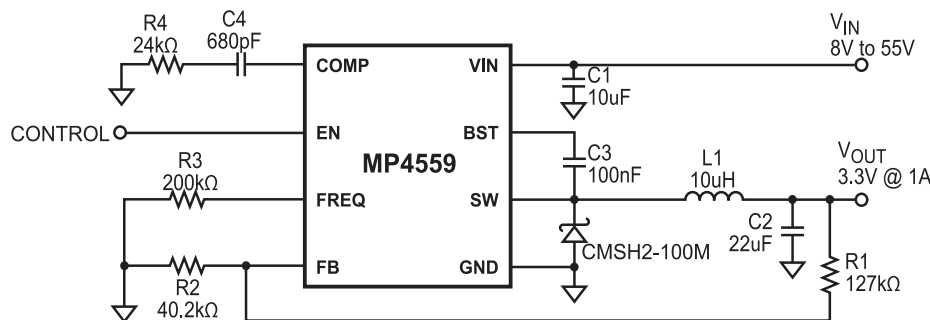 R4
24kΩ
C4
680pF
COMP
VIN
C1
10uF
V_IN
8V to 55V
CONTROL
EN
BST
MP4559
C3
100nF
L1
10uH
V_OUT
3.3V @ 1A
R3
200kΩ
FREQ
SW
C2
22uF
CMSH2-100M
FB
GND
R2
40.2kΩ
R1
127kΩ